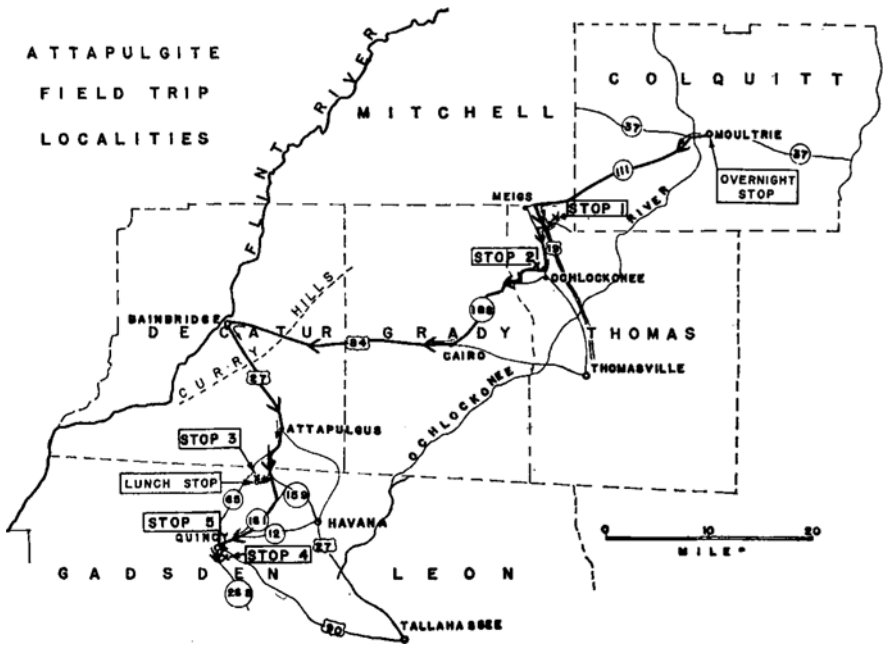 ATTAPULGITE
FIELD TRIP
LOCALITIES
FLINT RIVER
MITCHELL
COLQUITT
37
MOULTRIE
37
111
OVERNIGHT
STOP
MEIGS
STOP 1
RIVER
19
STOP 2
OCHLOCKONEE
188
HILLS
CURRY
BAINBRIDGE
DECATUR
GRADY
THOMAS
84
CAIRO
THOMASVILLE
27
OCHLOCKONEE
ATTAPULGUS
STOP 3
LUNCH STOP
65
159
STOP 5
161
12
HAVANA
QUINCY
27
STOP 4
GADSDEN
LEON
268
90
TALLAHASSEE
0 10 20